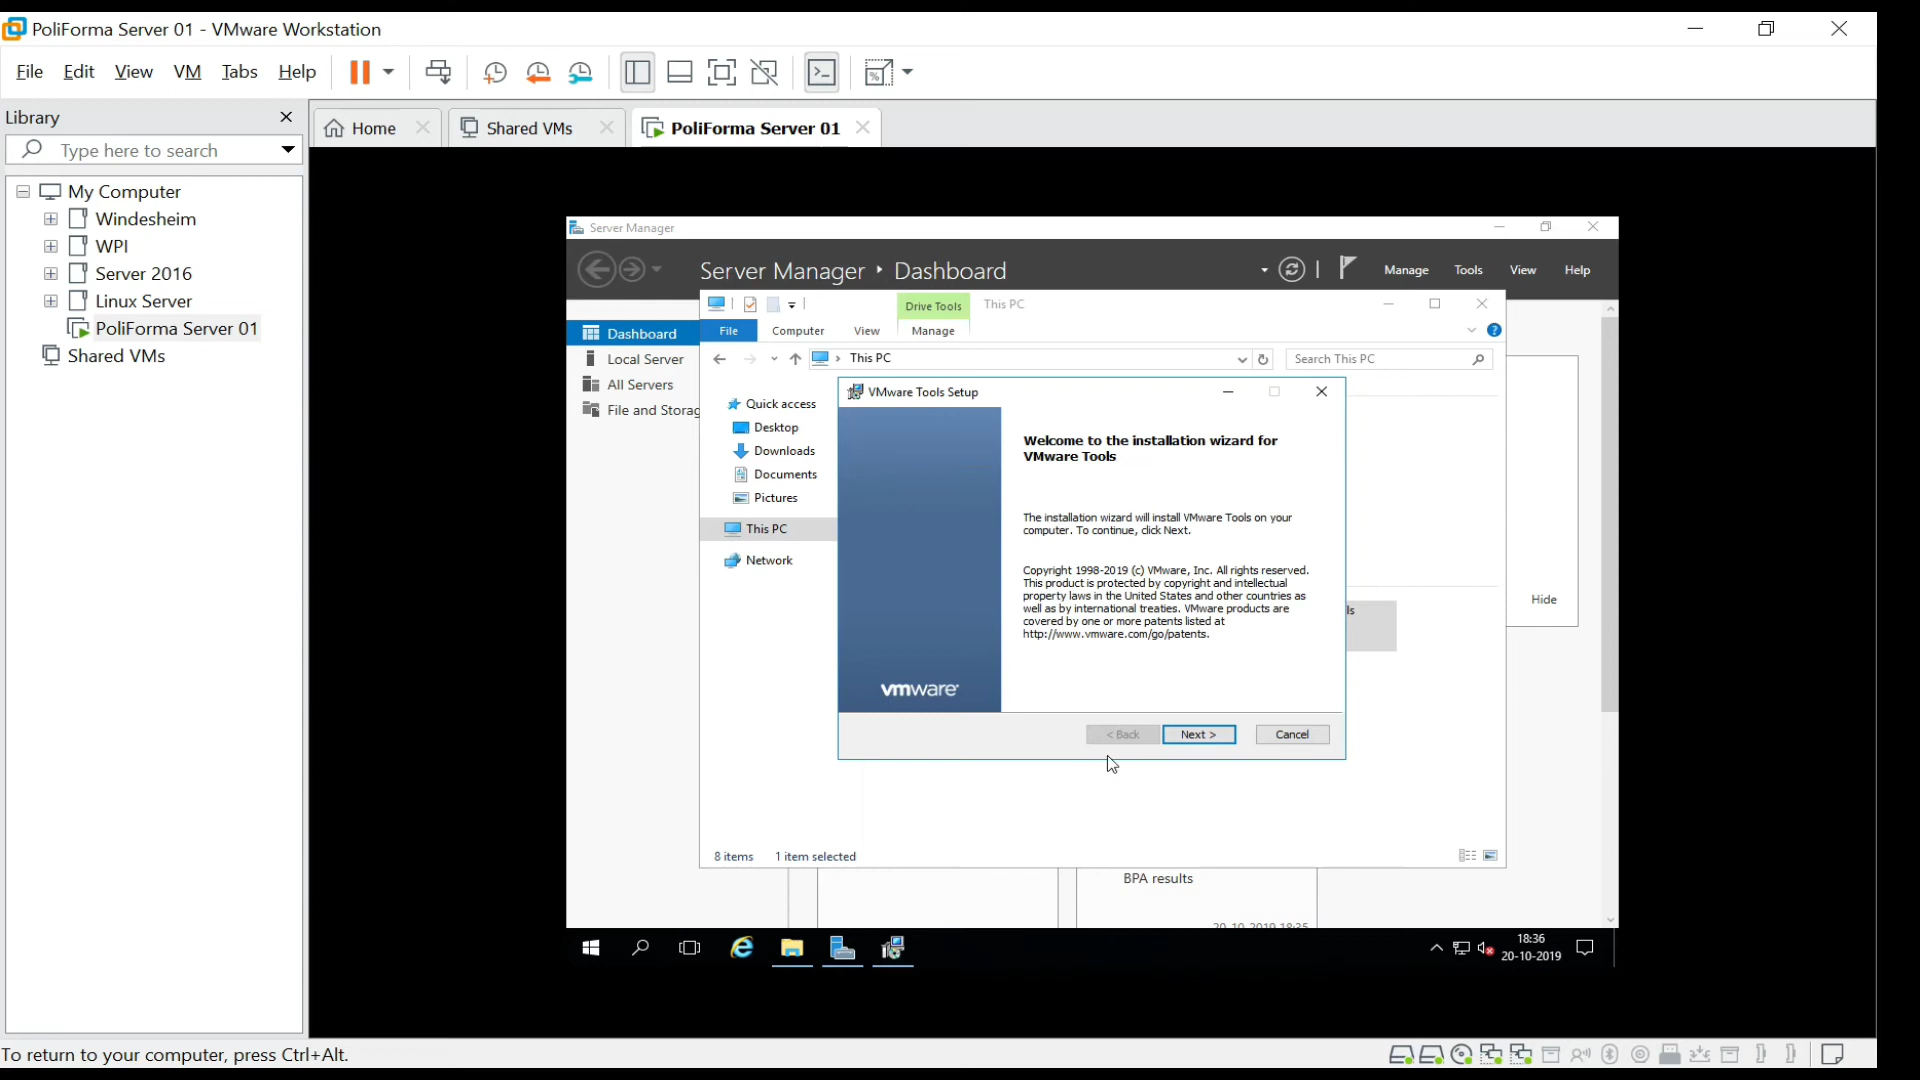 PoliForma Server 01 - VMware Workstation
File Edit View VM Tabs Help
Library
Type here to search
My Computer
Windesheim
WPI
Server 2016
Linux Server
PoliForma Server 01
Shared VMs
Home
Shared VMs
PoliForma Server 01
Server Manager
Server Manager Dashboard
Manage Tools View Help
Dashboard
Local Server
All Servers
File and Storag
Drive Tools
This PC
File Computer View Manage
This PC
Search This PC
Quick access
Desktop
Downloads
Documents
Pictures
This PC
Network
VMware Tools Setup
Welcome to the installation wizard for
VMware Tools
The installation wizard will install VMware Tools on your
computer. To continue, click Next.
Copyright 1998-2019 (c) VMware, Inc. All rights reserved.
This product is protected by copyright and intellectual
property laws in the United States and other countries as
well as by international treaties. VMware products are
covered by one or more patents listed at
http://www.vmware.com/go/patents.
vmware
< Back Next > Cancel
ls
Hide
8 items 1 item selected
BPA results
20-10-2019 18:35
18:36
20-10-2019
To return to your computer, press Ctrl+Alt.